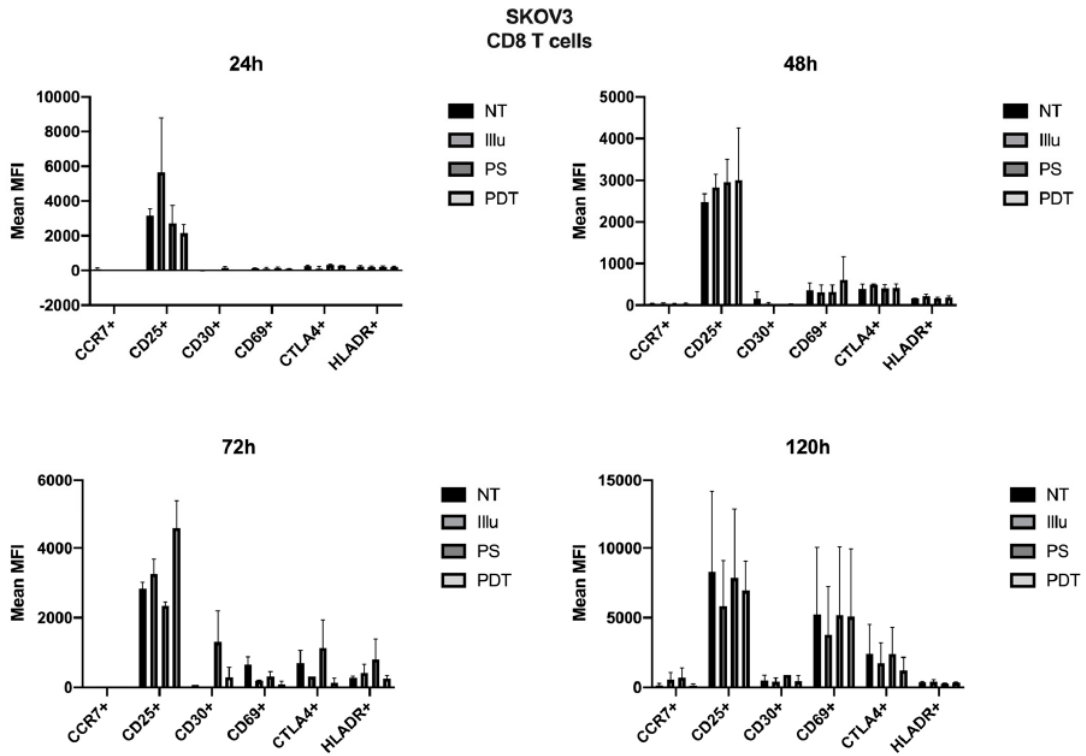 SKOV3
CD8 T cells
24h
Mean MFI
10000
8000
6000
4000
2000
0
-2000
CCR7+
CD25+
CD30+
CD69+
CTLA4+
HLADR+
NT
Illu
PS
PDT
48h
Mean MFI
5000
4000
3000
2000
1000
0
CCR7+
CD25+
CD30+
CD69+
CTLA4+
HLADR+
NT
Illu
PS
PDT
72h
Mean MFI
6000
4000
2000
0
CCR7+
CD25+
CD30+
CD69+
CTLA4+
HLADR+
NT
Illu
PS
PDT
120h
Mean MFI
15000
10000
5000
0
CCR7+
CD25+
CD30+
CD69+
CTLA4+
HLADR+
NT
Illu
PS
PDT